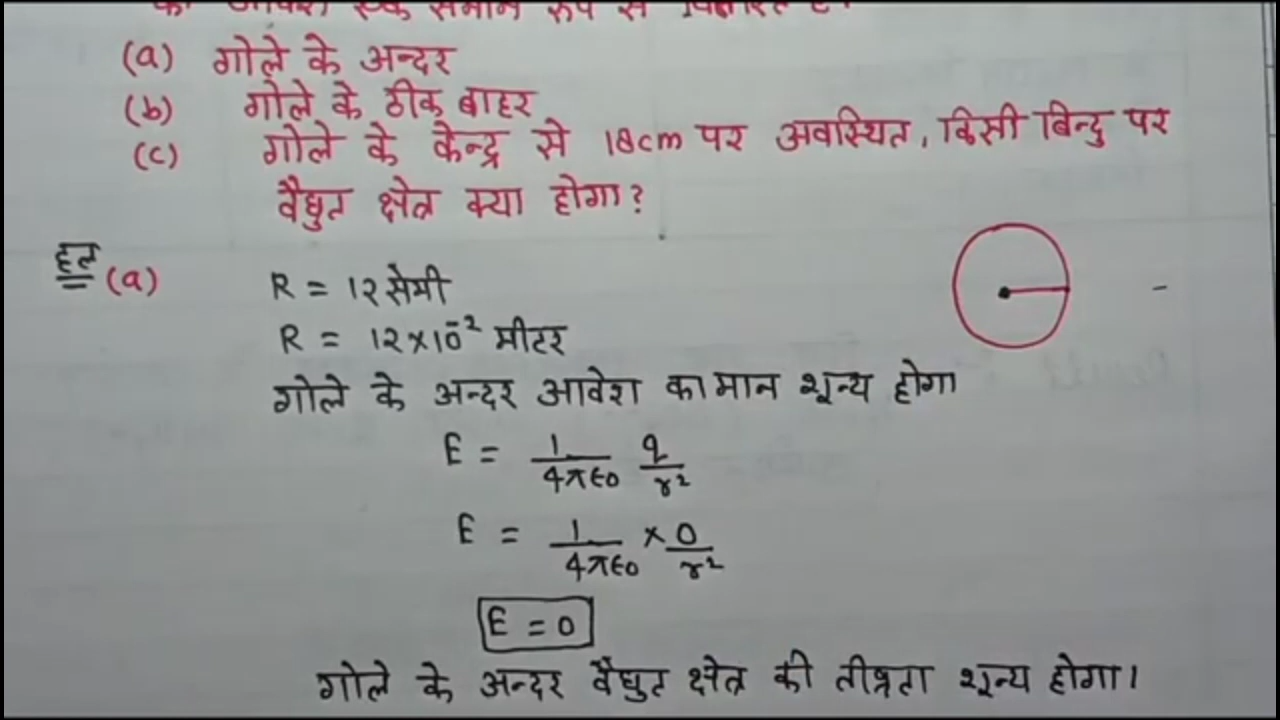 समान रूप से
(a) गोले के अन्दर
(b) गोले के ठीक बाहर
(c) गोले के केन्द्र से 18cm पर अवस्थित, किसी बिन्दु पर
वैद्युत क्षेत्र क्या होगा?
हल (a) R = 12 सेमी
R = 12×10⁻² मीटर
गोले के अन्दर आवेश का मान शून्य होगा
E = 1/4πε0 q/r²
E = 1/4πε0 × 0/r²
E = 0
गोले के अन्दर वैद्युत क्षेत्र की तीव्रता शून्य होगा।